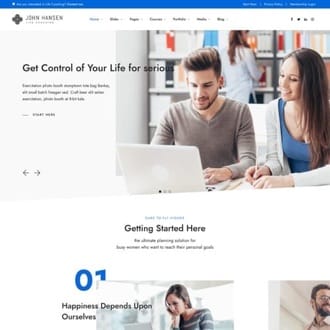 Are you interested in Life Coaching? Started now
Start Here Privacy Policy Membership Login
JOHN HANSEN
LIFE COACHING
Home Slider Pages Courses Portfolio Media Blog
Get Control of Your Life for serious
Exercitation photo booth stumptown tote bag Banksy,
elit small batch freegan sed. Craft beer elit seitan
exercitation, photo booth et 8-bit kale.
START HERE
DARE TO FLY HIGHER
Getting Started Here
the ultimate planning solution for
busy women who want to reach their personal goals
01
Happiness Depends Upon
Ourselves